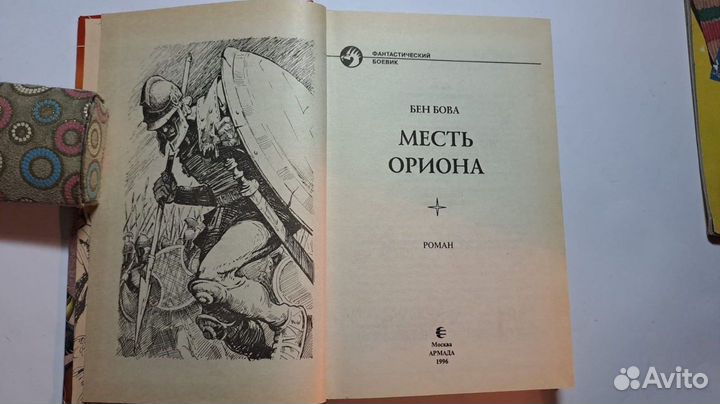 ФАНТАСТИЧЕСКИЙ
БОЕВИК
БЕН БОВА
МЕСТЬ
ОРИОНА
РОМАН
Москва
АРМАДА
1996
Avito